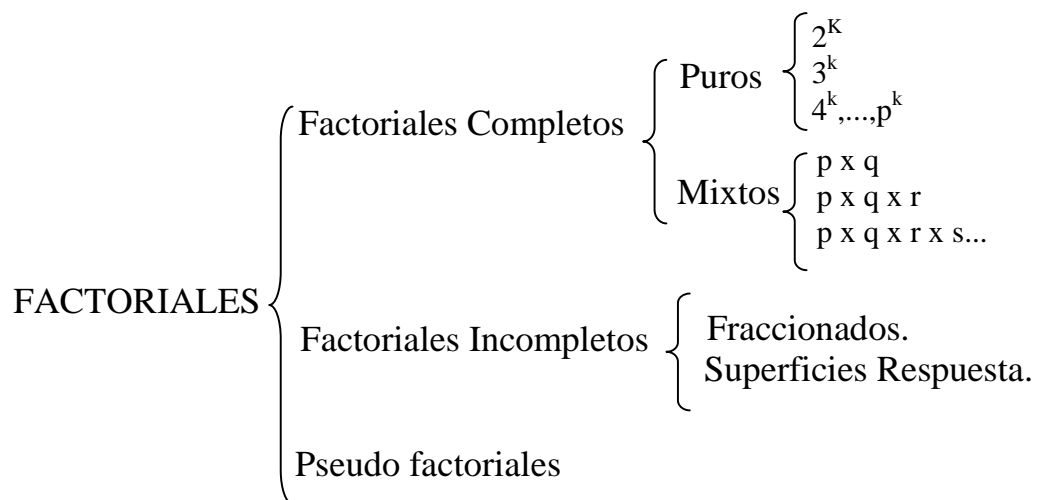 FACTORIALES
Factoriales Completos
Puros
2^K
3^k
4^k,...,p^k
Mixtos
p x q
p x q x r
p x q x r x s...
Factoriales Incompletos
Fraccionados.
Superficies Respuesta.
Pseudo factoriales